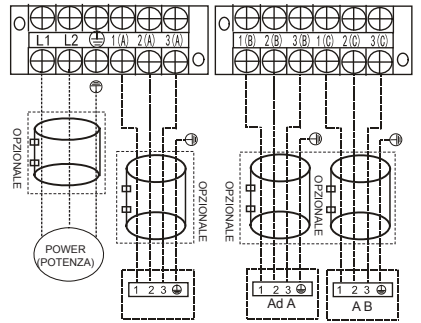 L1 L2 1(A) 2(A) 3(A)
1(B) 2(B) 3(B) 1(C) 2(C) 3(C)
OPZIONALE
OPZIONALE
OPZIONALE
OPZIONALE
POWER
(POTENZA)
1 2 3
1 2 3
Ad A
1 2 3
A B